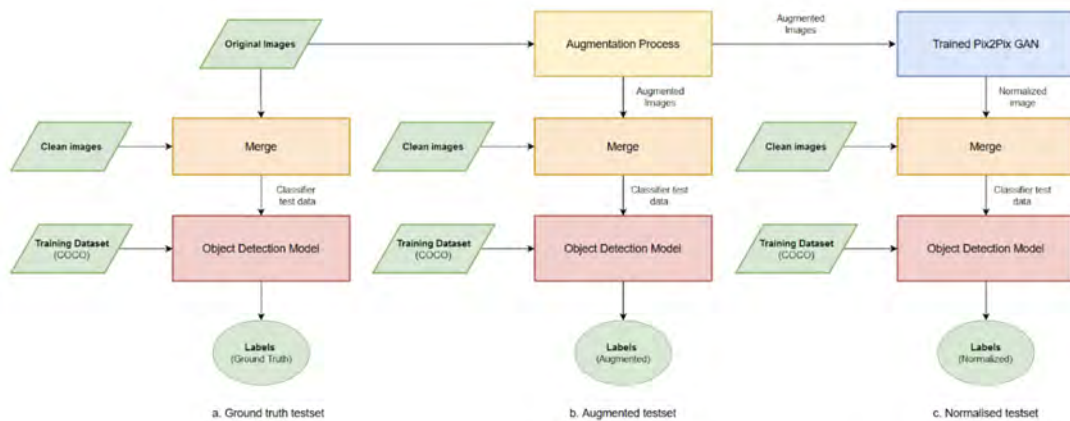 Original Images
Augmentation Process
Augmented
Images
Trained Pix2Pix GAN
Augmented
Images
Normalized
image
Clean images
Merge
Clean images
Merge
Clean images
Merge
Classifier
test data
Classifier test
data
Classifier test
data
Training Dataset
(COCO)
Object Detection Model
Training Dataset
(COCO)
Object Detection Model
Training Dataset
(COCO)
Object Detection Model
Labels
(Ground Truth)
Labels
(Augmented)
Labels
(Normalized)
a. Ground truth testset
b. Augmented testset
c. Normalised testset